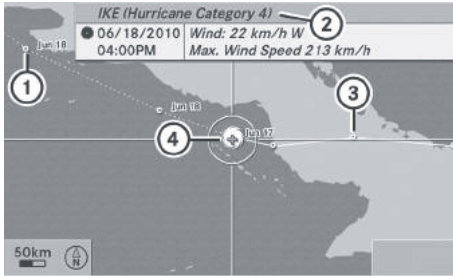 IKE (Hurricane Category 4)
06/18/2010 Wind: 22 km/h W
04:00PM Max. Wind Speed 213 km/h
2
Jun 18
1
3
Jun 18
4
Jun 17
50km
N